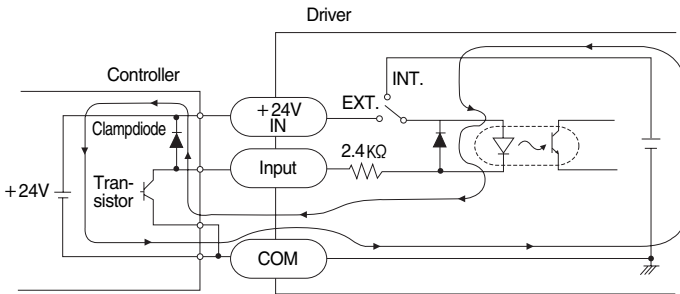 Driver
Controller
INT.
EXT.
+24V
IN
Clampdiode
Input
2.4KΩ
+24V
Tran-
sistor
COM